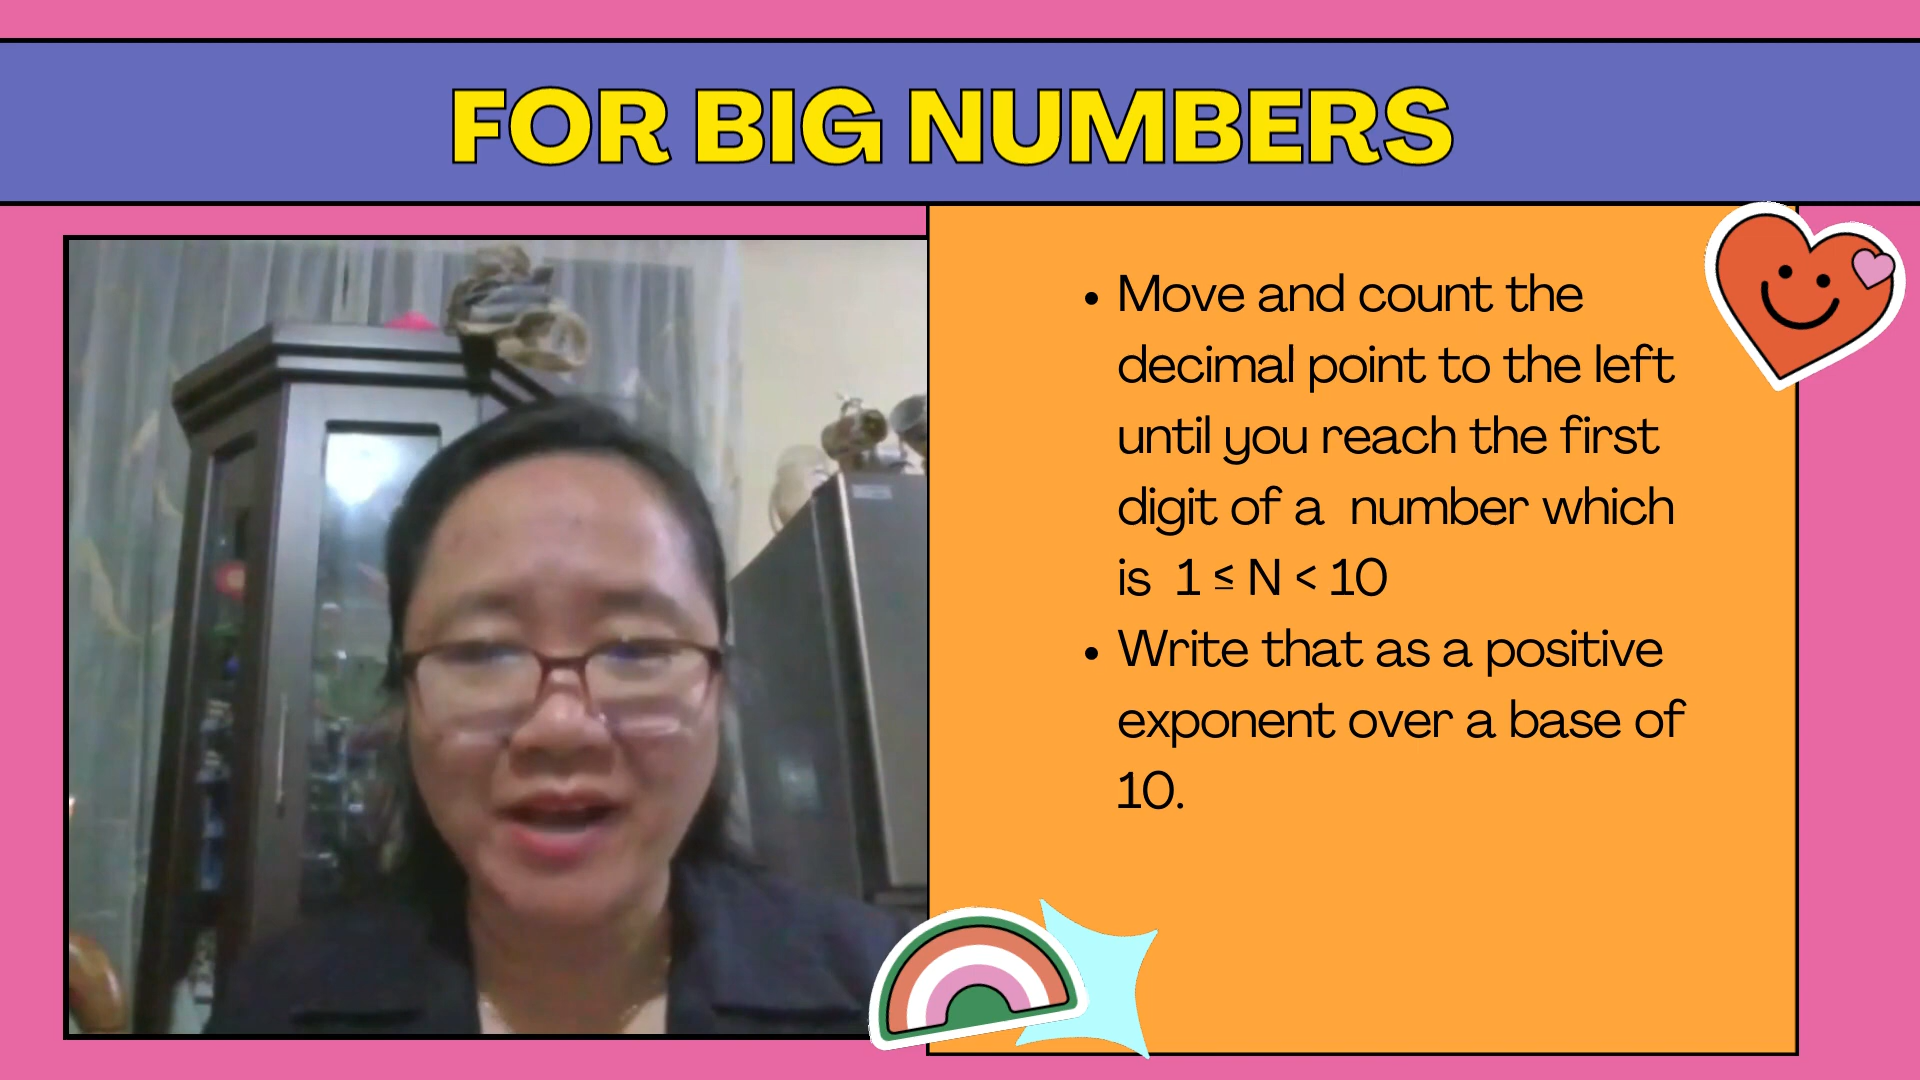 FOR BIG NUMBERS
• Move and count the
decimal point to the left
until you reach the first
digit of a  number which
is  1 ≤ N < 10
• Write that as a positive
exponent over a base of
10.